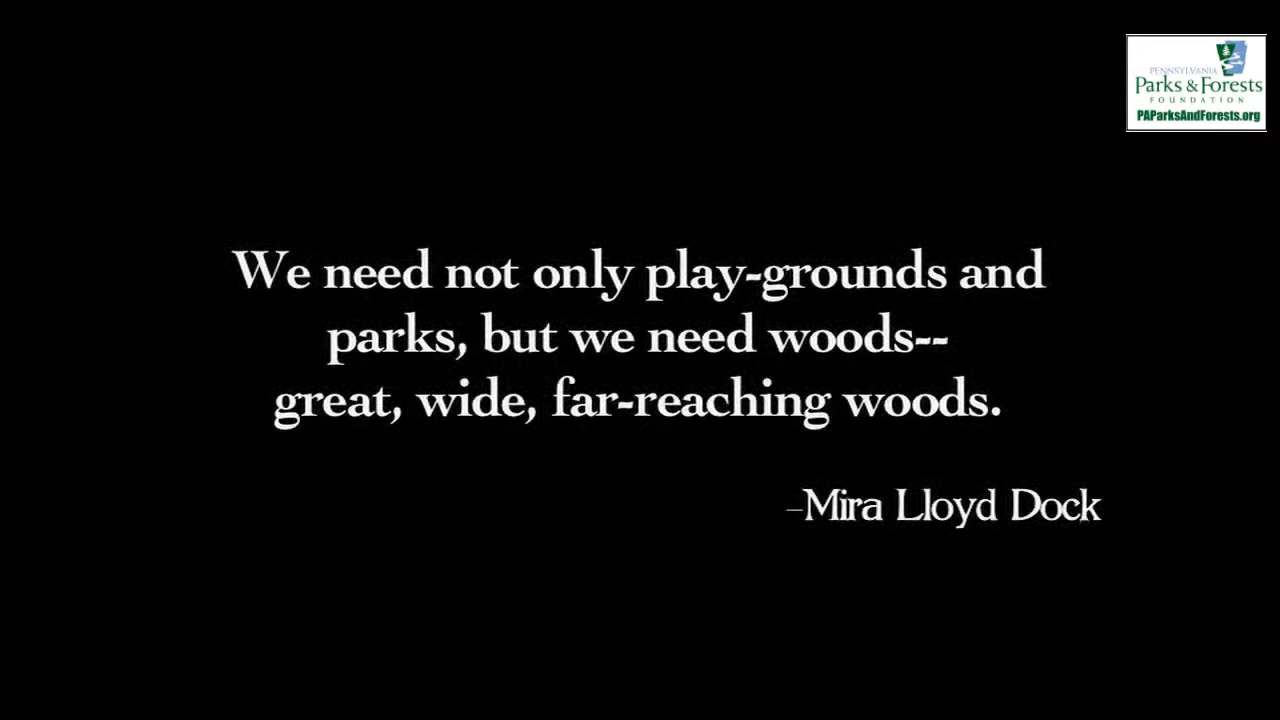 PENNSYLVANIA
Parks & Forests
FOUNDATION
PAParksAndForests.org
We need not only play-grounds and
parks, but we need woods--
great, wide, far-reaching woods.
–Mira Lloyd Dock